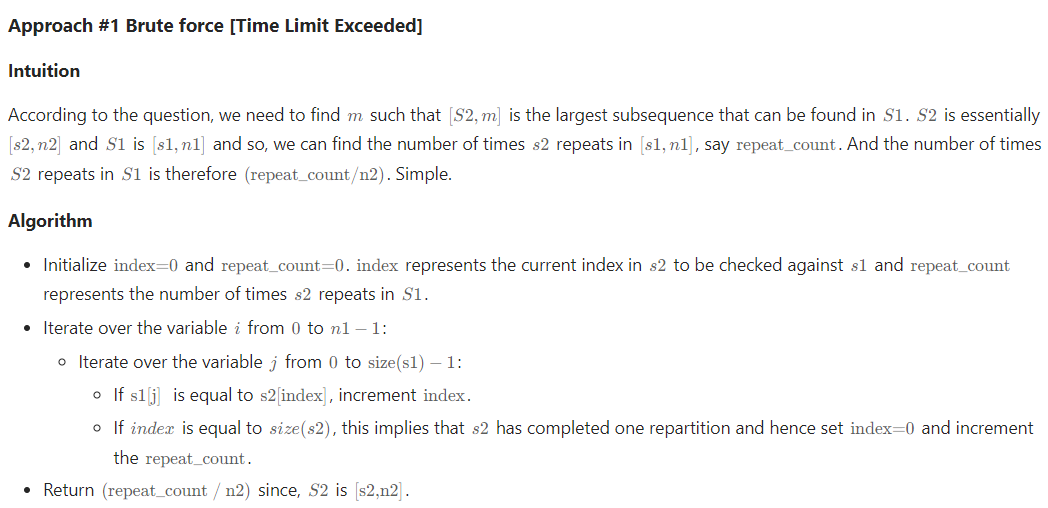 Approach #1 Brute force [Time Limit Exceeded]
Intuition
According to the question, we need to find m such that [S2, m] is the largest subsequence that can be found in S1. S2 is essentially
[s2, n2] and S1 is [s1, n1] and so, we can find the number of times s2 repeats in [s1, n1], say repeat_count. And the number of times
S2 repeats in S1 is therefore (repeat_count/n2). Simple.
Algorithm
• Initialize index=0 and repeat_count=0. index represents the current index in s2 to be checked against s1 and repeat_count
represents the number of times s2 repeats in S1.
• Iterate over the variable i from 0 to n1 − 1:
○ Iterate over the variable j from 0 to size(s1) − 1:
○ If s1[j] is equal to s2[index], increment index.
○ If index is equal to size(s2), this implies that s2 has completed one repartition and hence set index=0 and increment
the repeat_count.
• Return (repeat_count / n2) since, S2 is [s2,n2].